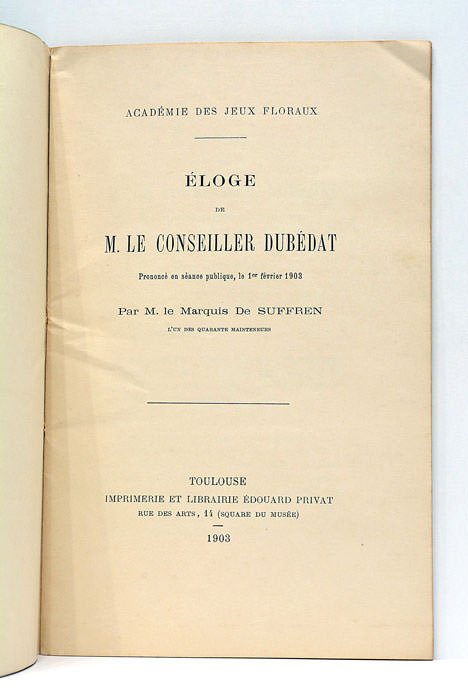 ACADÉMIE DES JEUX FLORAUX
ÉLOGE
DE
M. LE CONSEILLER DUBÉDAT
Prononcé en séance publique, le 1er février 1903
Par M. le Marquis De SUFFREN
L'UN DES QUARANTE MAINTENEURS
TOULOUSE
IMPRIMERIE ET LIBRAIRIE ÉDOUARD PRIVAT
RUE DES ARTS, 14 (SQUARE DU MUSÉE)
1903